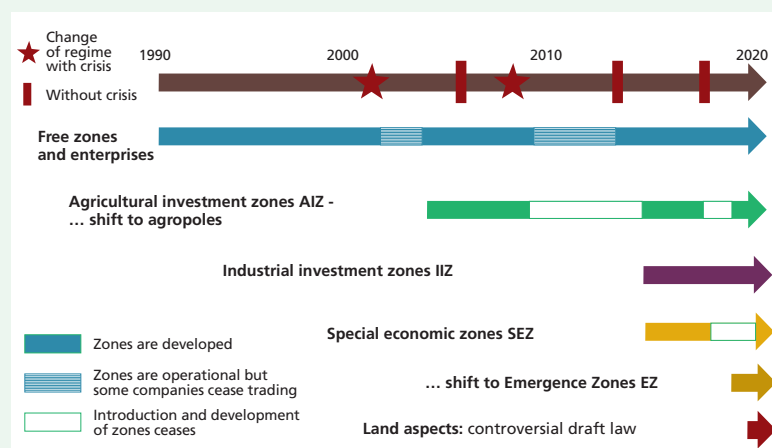 Change
of regime
with crisis
Without crisis
1990
2000
2010
2020
Free zones
and enterprises
Agricultural investment zones AIZ -
... shift to agropoles
Industrial investment zones IIZ
Special economic zones SEZ
... shift to Emergence Zones EZ
Land aspects: controversial draft law
Zones are developed
Zones are operational but
some companies cease trading
Introduction and development
of zones ceases